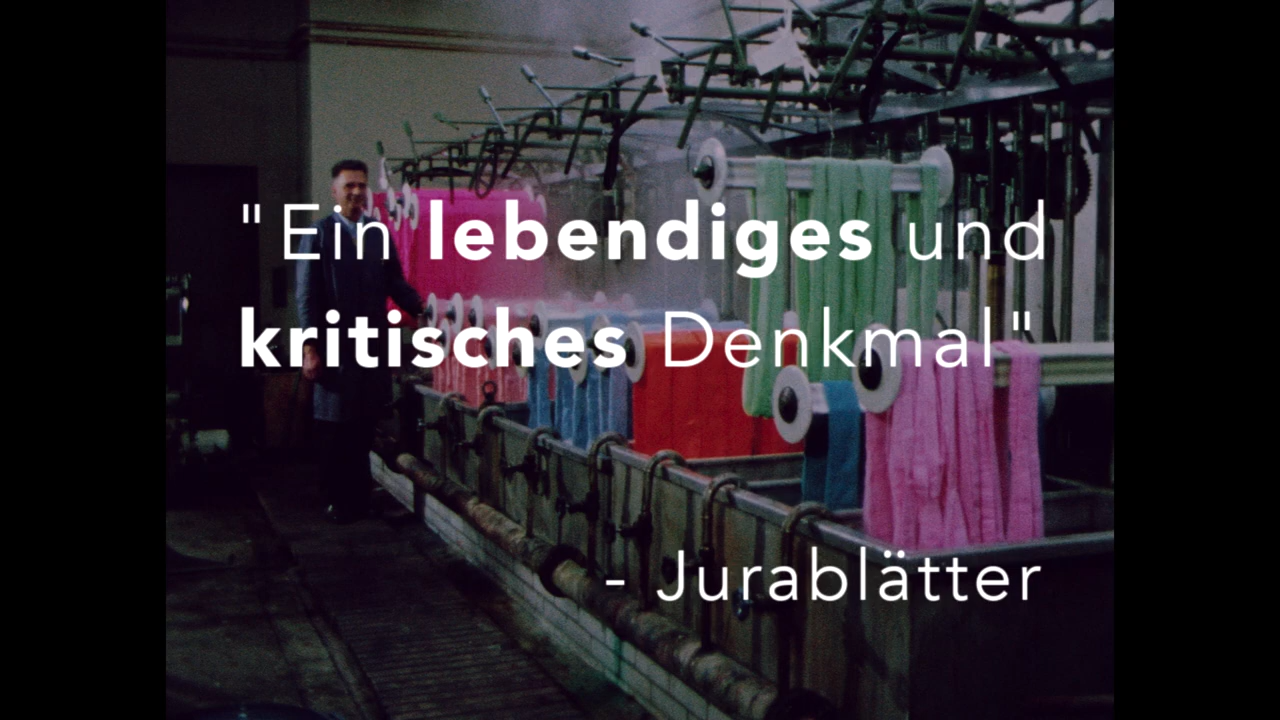 "Ein lebendiges und
kritisches Denkmal"
- Jurablätter